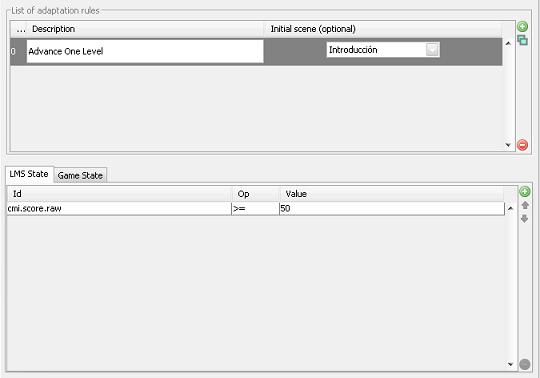 List of adaptation rules
... Description Initial scene (optional)
0 Advance One Level Introducción
LMS State Game State
Id Op Value
cmi.score.raw >= 50